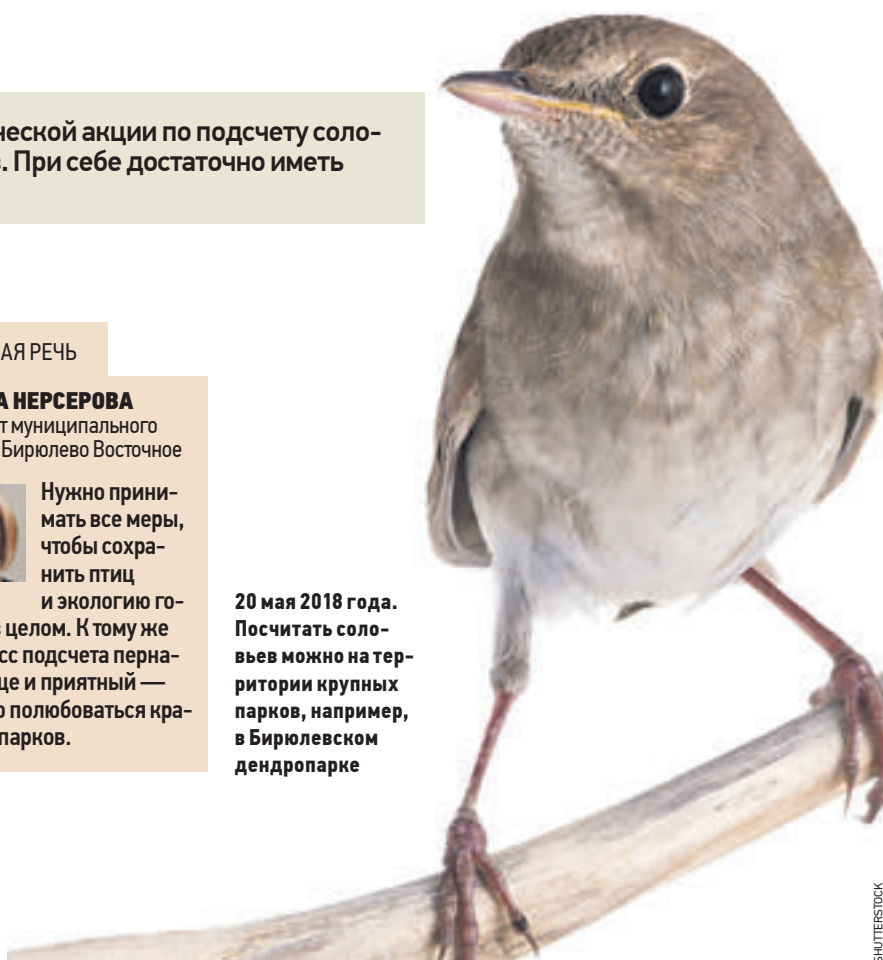 ческой акции по подсчету соло-
. При себе достаточно иметь
АЯ РЕЧЬ
А НЕРСЕРОВА
т муниципального
Бирюлево Восточное
Нужно прини-
мать все меры,
чтобы сохра-
нить птиц
и экологию го-
в целом. К тому же
сс подсчета перна-
ще и приятный —
о полюбоваться кра-
парков.
20 мая 2018 года.
Посчитать соло-
вьев можно на тер-
ритории крупных
парков, например,
в Бирюлевском
дендропарке
SHUTTERSTOCK